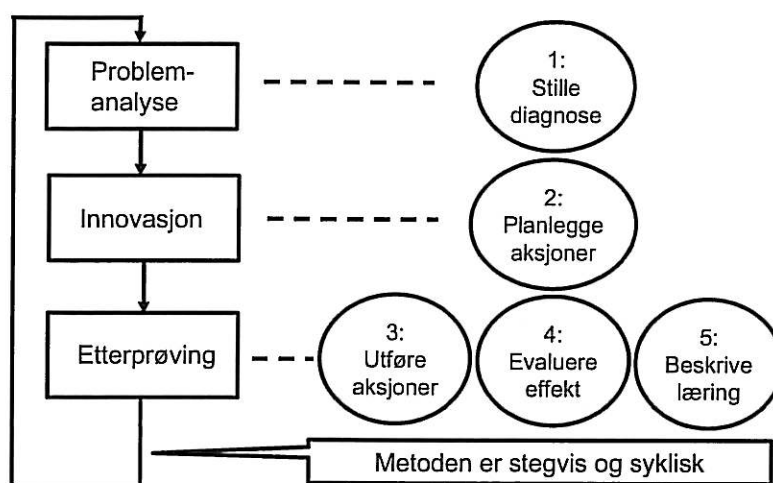 Problem-
analyse
1:
Stille
diagnose
Innovasjon
2:
Planlegge
aksjoner
Etterprøving
3:
Utføre
aksjoner
4:
Evaluere
effekt
5:
Beskrive
læring
Metoden er stegvis og syklisk